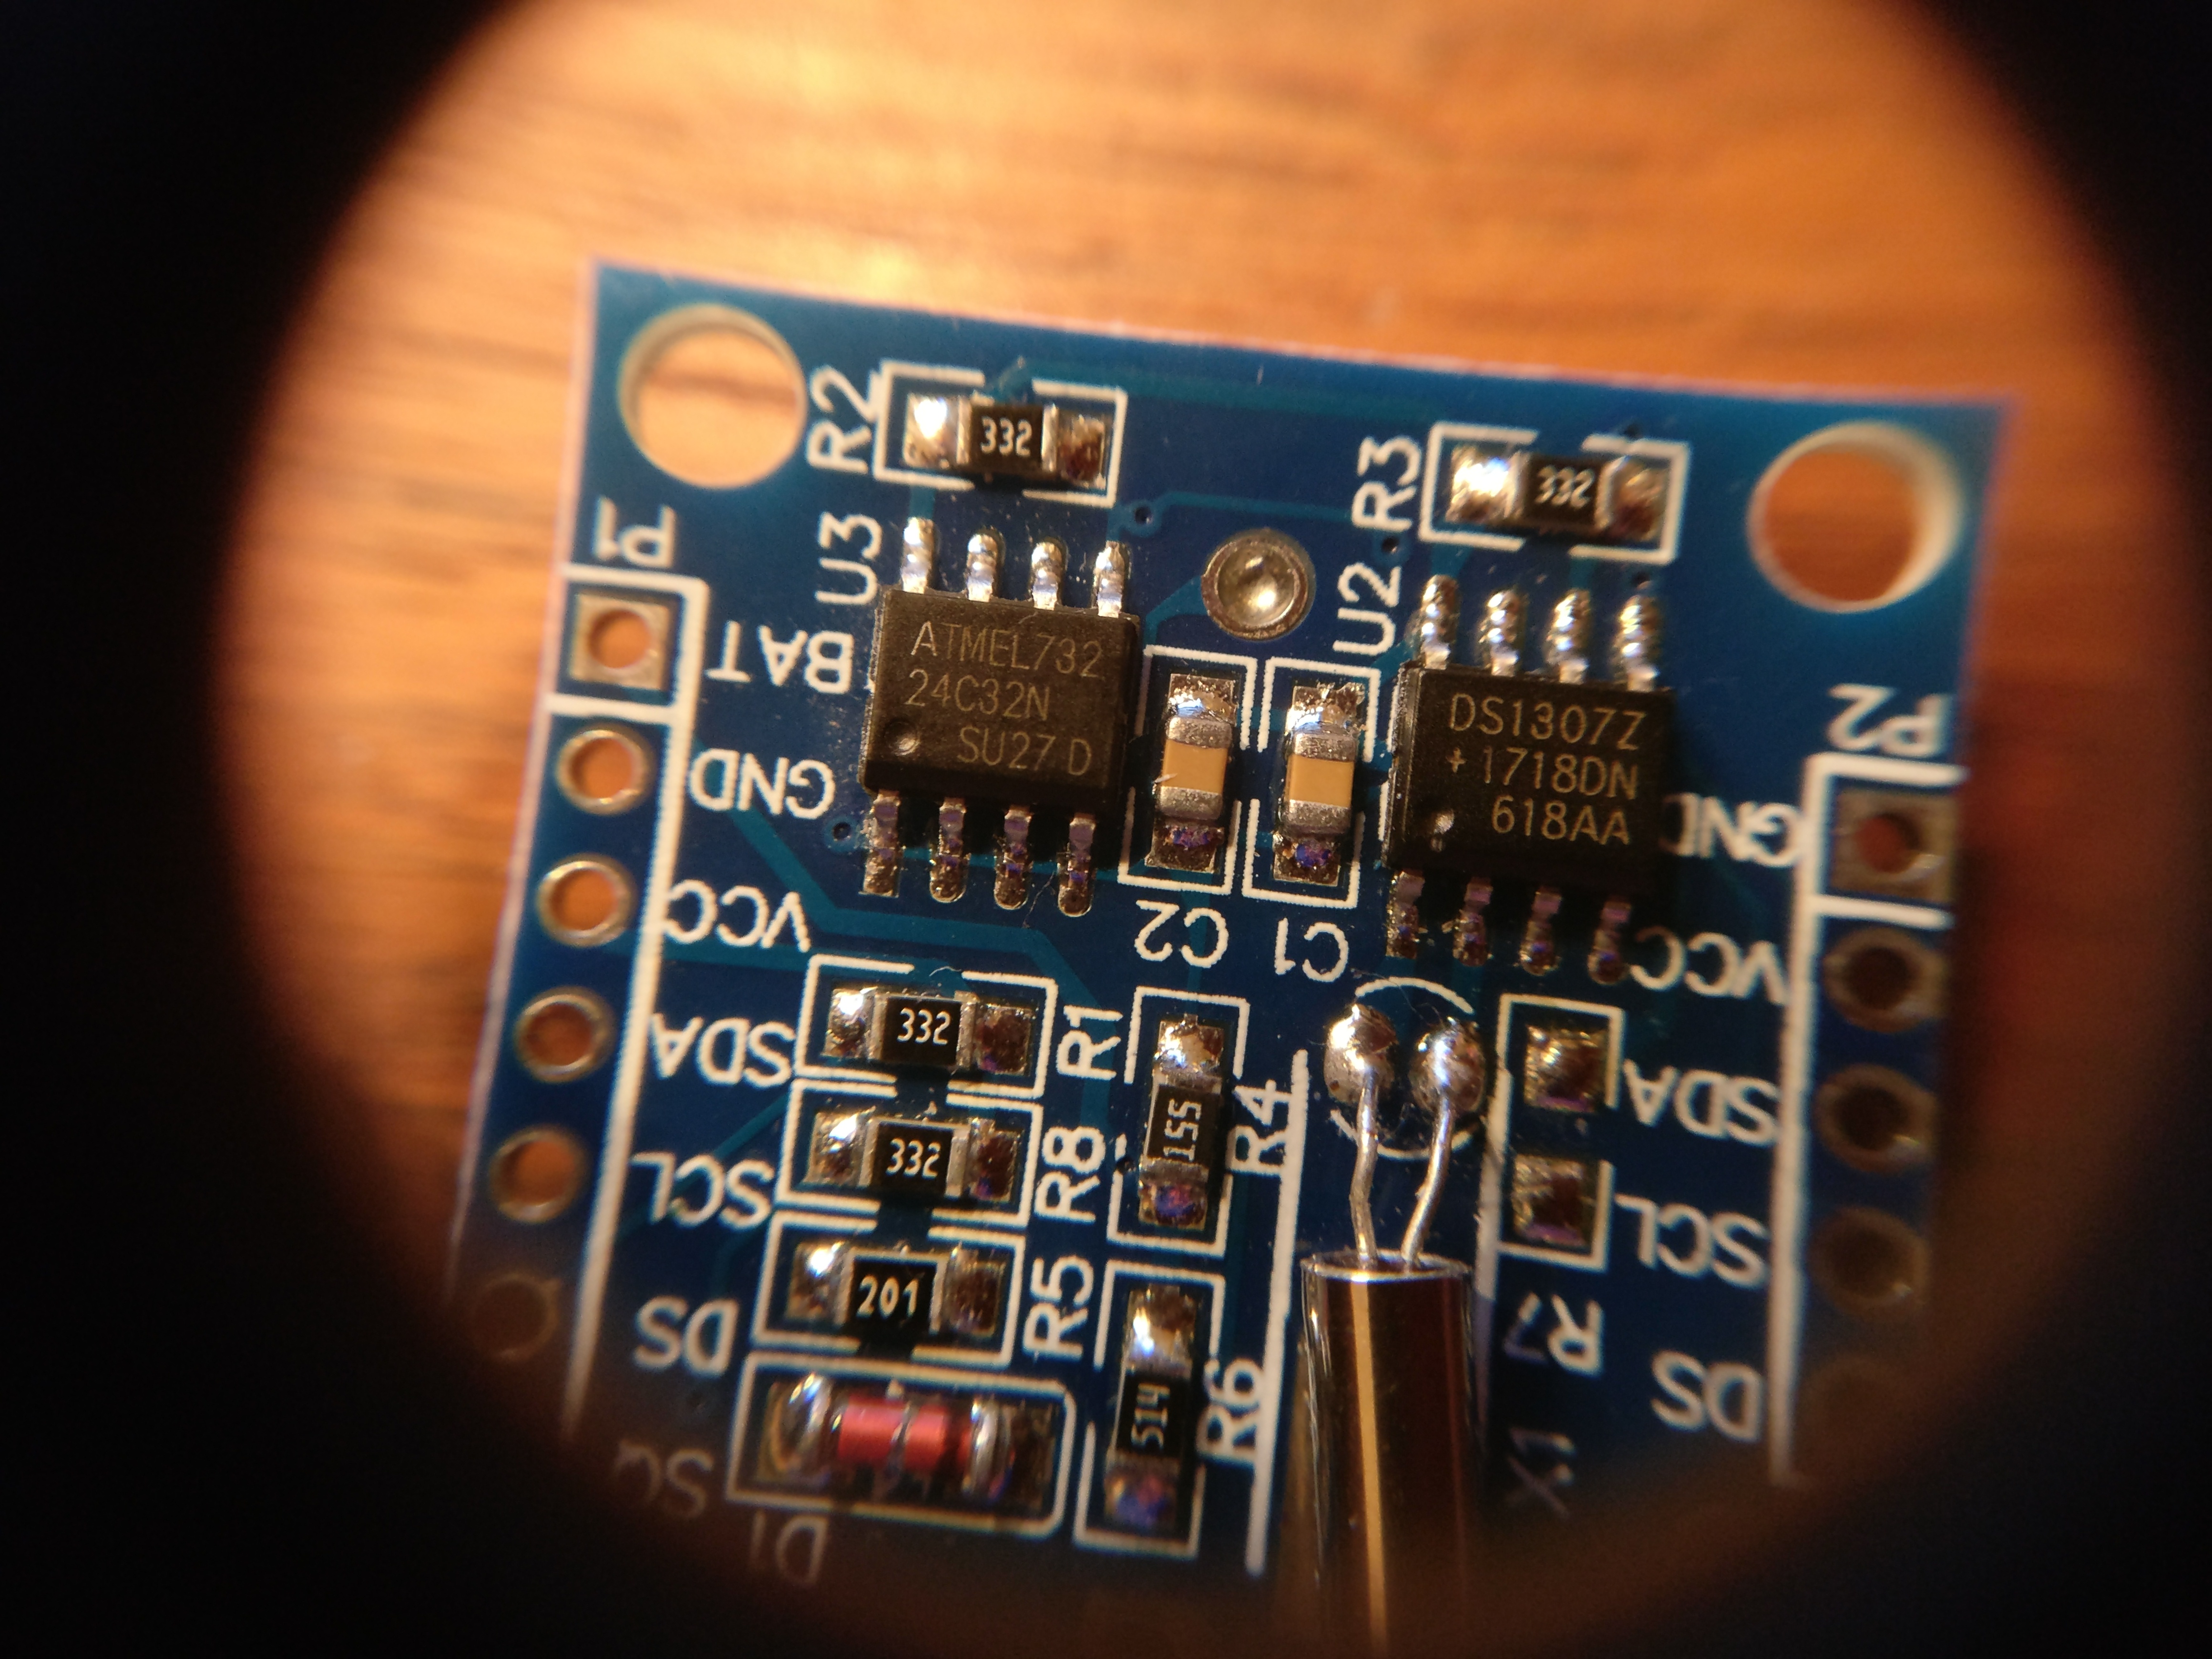 R2
332
R3
332
P1
U3
U2
BAT
ATMEL732
24C32N
SU27 D
DS1307Z
+1718DN
618AA
P2
GND
GND
VCC
C2
C1
VCC
SDA
332
R1
155
R4
SDA
SCL
332
R8
SCL
DS
201
R5
514
R6
R7
DS
X1
D1